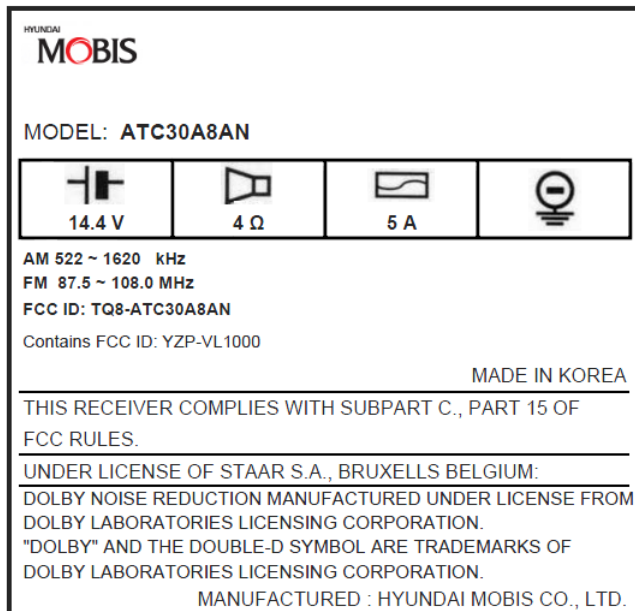 HYUNDAI
MOBIS
MODEL: ATC30A8AN
14.4 V 4 Ω 5 A
AM 522 ~ 1620 kHz
FM 87.5 ~ 108.0 MHz
FCC ID: TQ8-ATC30A8AN
Contains FCC ID: YZP-VL1000
MADE IN KOREA
THIS RECEIVER COMPLIES WITH SUBPART C., PART 15 OF
FCC RULES.
UNDER LICENSE OF STAAR S.A., BRUXELLS BELGIUM:
DOLBY NOISE REDUCTION MANUFACTURED UNDER LICENSE FROM
DOLBY LABORATORIES LICENSING CORPORATION.
"DOLBY" AND THE DOUBLE-D SYMBOL ARE TRADEMARKS OF
DOLBY LABORATORIES LICENSING CORPORATION.
MANUFACTURED : HYUNDAI MOBIS CO., LTD.